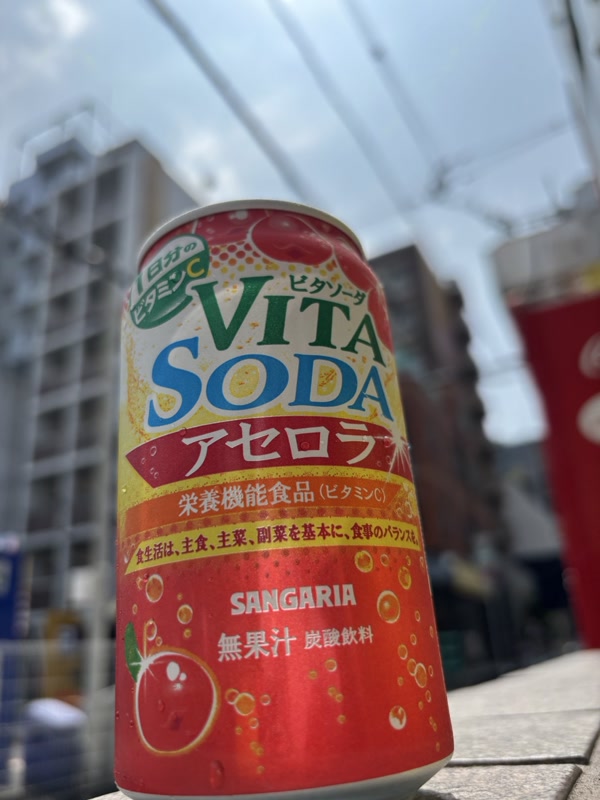 1日分の
ビタミンC
ビタソーダ
VITA
SODA
アセロラ
栄養機能食品(ビタミンC)
食生活は、主食、主菜、副菜を基本に、食事のバランスを。
SANGARIA
無果汁 炭酸飲料